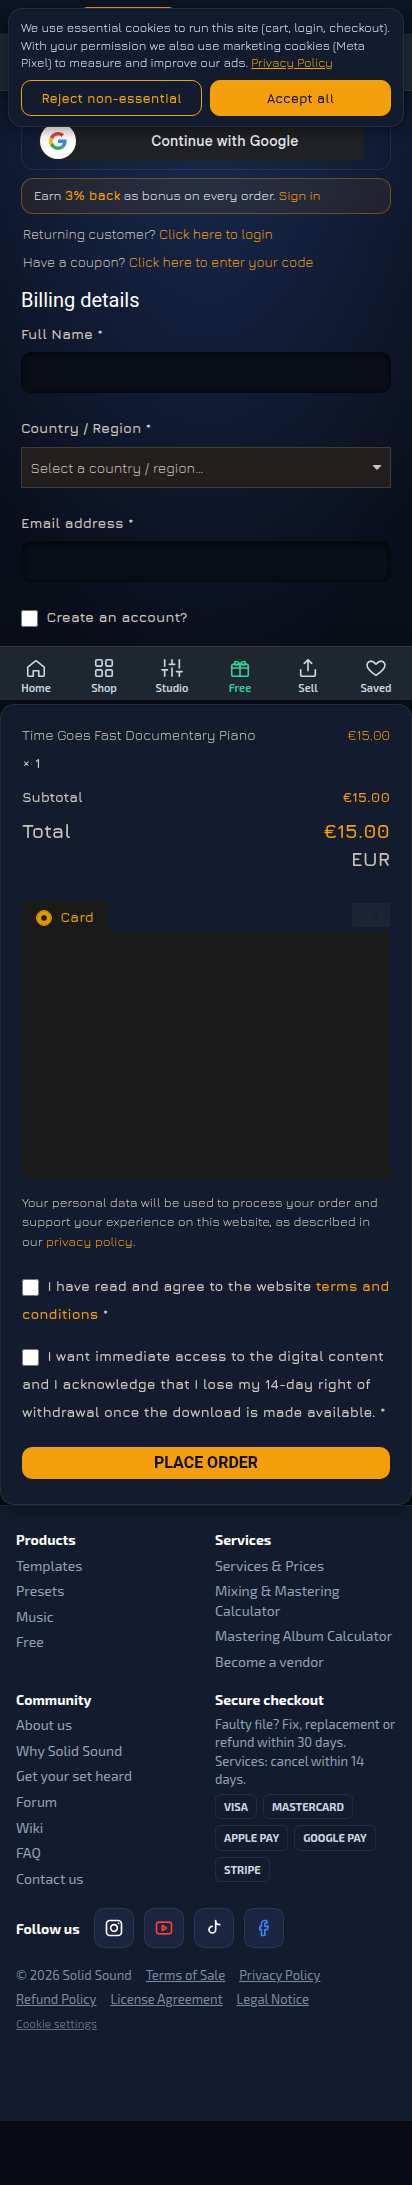 We use essential cookies to run this site (cart, login, checkout).
With your permission we also use marketing cookies (Meta
Pixel) to measure and improve our ads. Privacy Policy
Reject non-essential
Accept all
Continue with Google
Earn 3% back as bonus on every order. Sign in
Returning customer? Click here to login
Have a coupon? Click here to enter your code
Billing details
Full Name *
Country / Region *
Select a country / region…
Email address *
Create an account?
Home
Shop
Studio
Free
Sell
Saved
Time Goes Fast Documentary Piano €15.00
× 1
Subtotal €15.00
Total €15.00
EUR
Card
Your personal data will be used to process your order and
support your experience on this website, as described in
our privacy policy.
I have read and agree to the website terms and
conditions *
I want immediate access to the digital content
and I acknowledge that I lose my 14-day right of
withdrawal once the download is made available. *
PLACE ORDER
Products
Templates
Presets
Music
Free
Services
Services & Prices
Mixing & Mastering
Calculator
Mastering Album Calculator
Become a vendor
Community
About us
Why Solid Sound
Get your set heard
Forum
Wiki
FAQ
Contact us
Secure checkout
Faulty file? Fix, replacement or
refund within 30 days.
Services: cancel within 14
days.
VISA
MASTERCARD
APPLE PAY
GOOGLE PAY
STRIPE
Follow us
© 2026 Solid Sound Terms of Sale Privacy Policy
Refund Policy License Agreement Legal Notice
Cookie settings